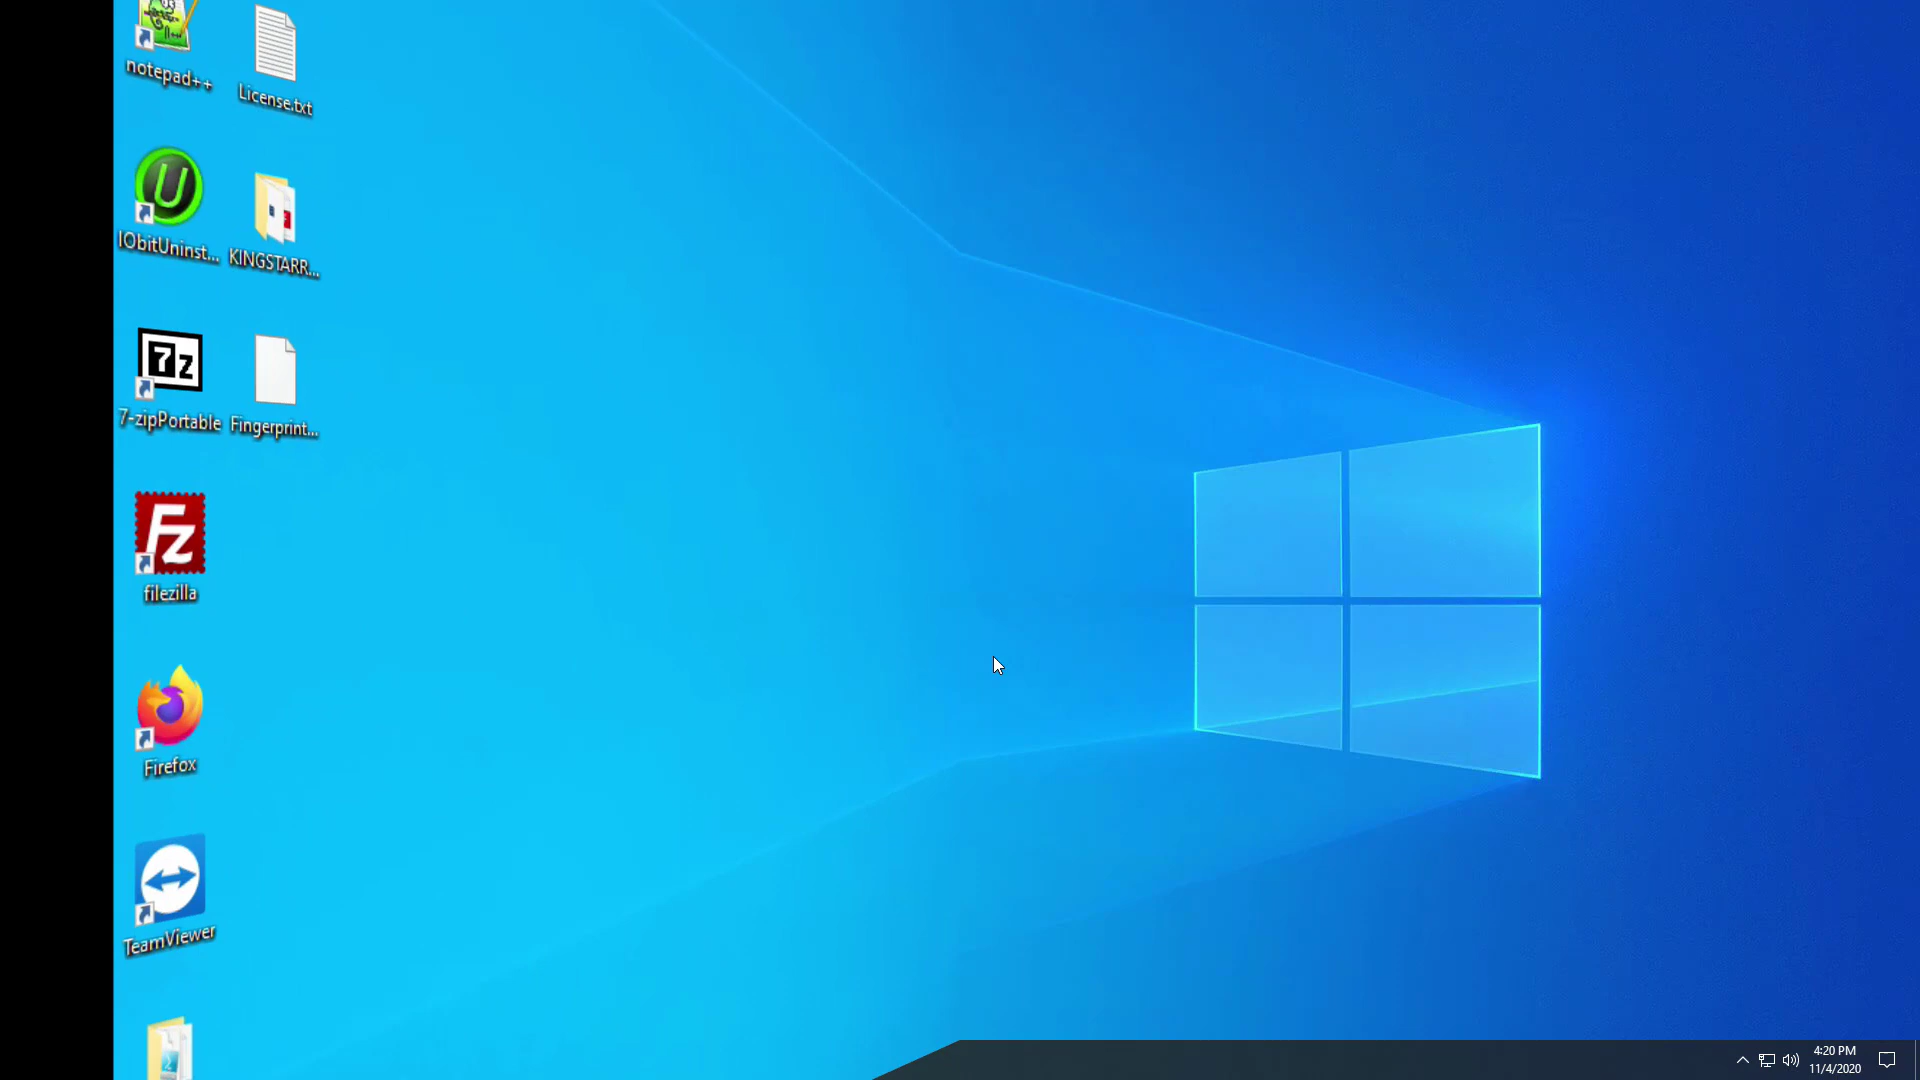 notepad++
License.txt
IObitUninst...
KINGSTARR...
7-zipPortable
Fingerprint...
filezilla
Firefox
TeamViewer
4:20 PM
11/4/2020